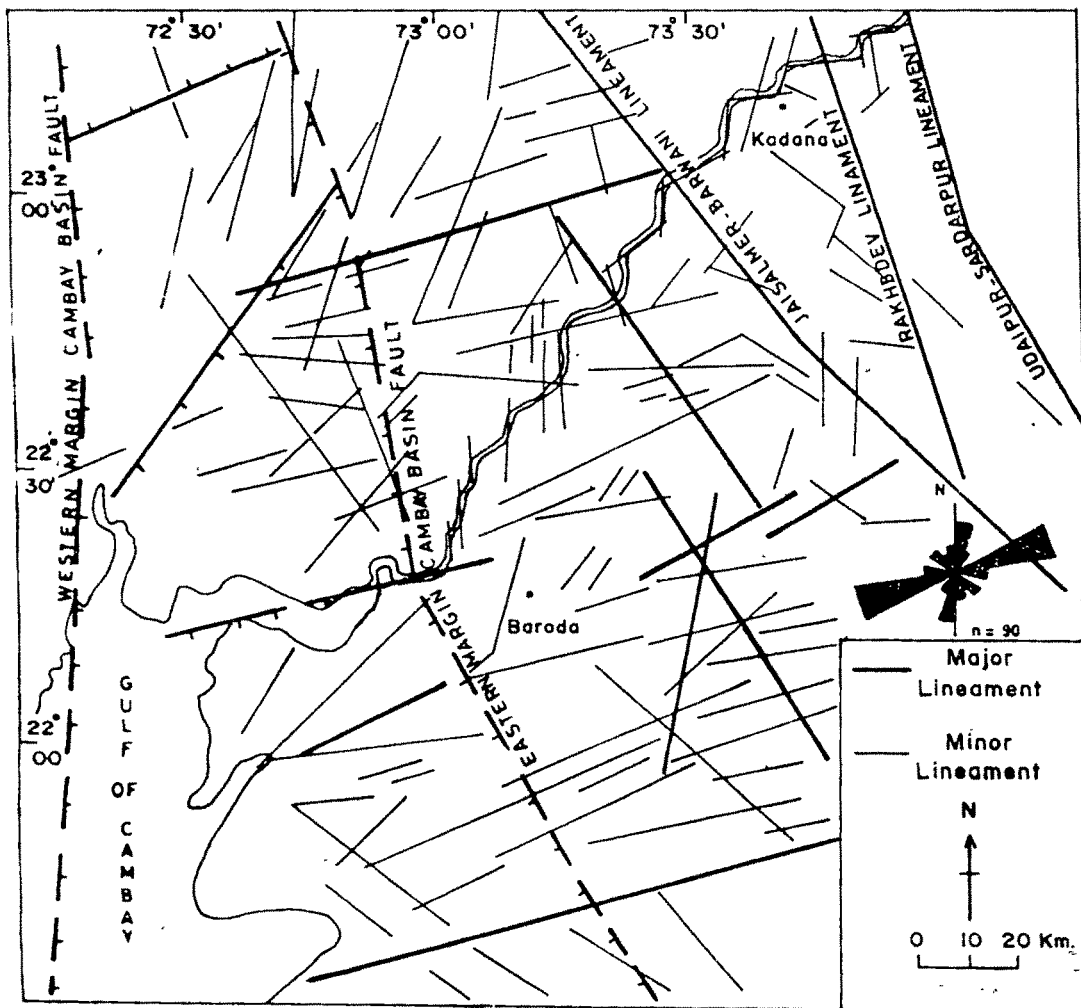 72° 30'
73° 00'
73° 30'
23°
00
22°
30
22°
00
WESTERN MARGIN CAMBAY BASIN FAULT
EASTERN MARGIN CAMBAY BASIN FAULT
JAISALMER-BARWANI LINEAMENT
RAKHBDEV LINAMENT
UDAIPUR-SARDARPUR LINEAMENT
Kadana
Baroda
GULF OF CAMBAY
N
n = 90
Major
Lineament
Minor
Lineament
N
0 10 20 Km.